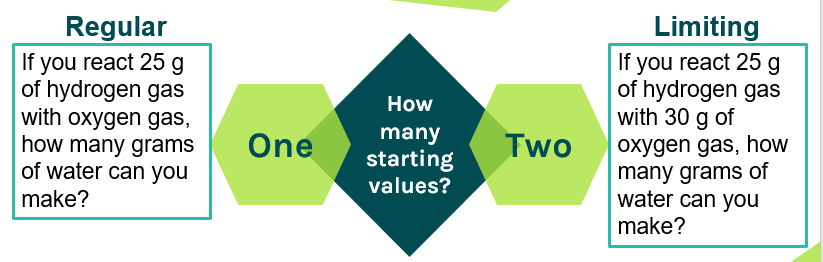 Regular
If you react 25 g
of hydrogen gas
with oxygen gas,
how many grams
of water can you
make?
One
How
many
starting
values?
Two
Limiting
If you react 25 g
of hydrogen gas
with 30 g of
oxygen gas, how
many grams of
water can you
make?